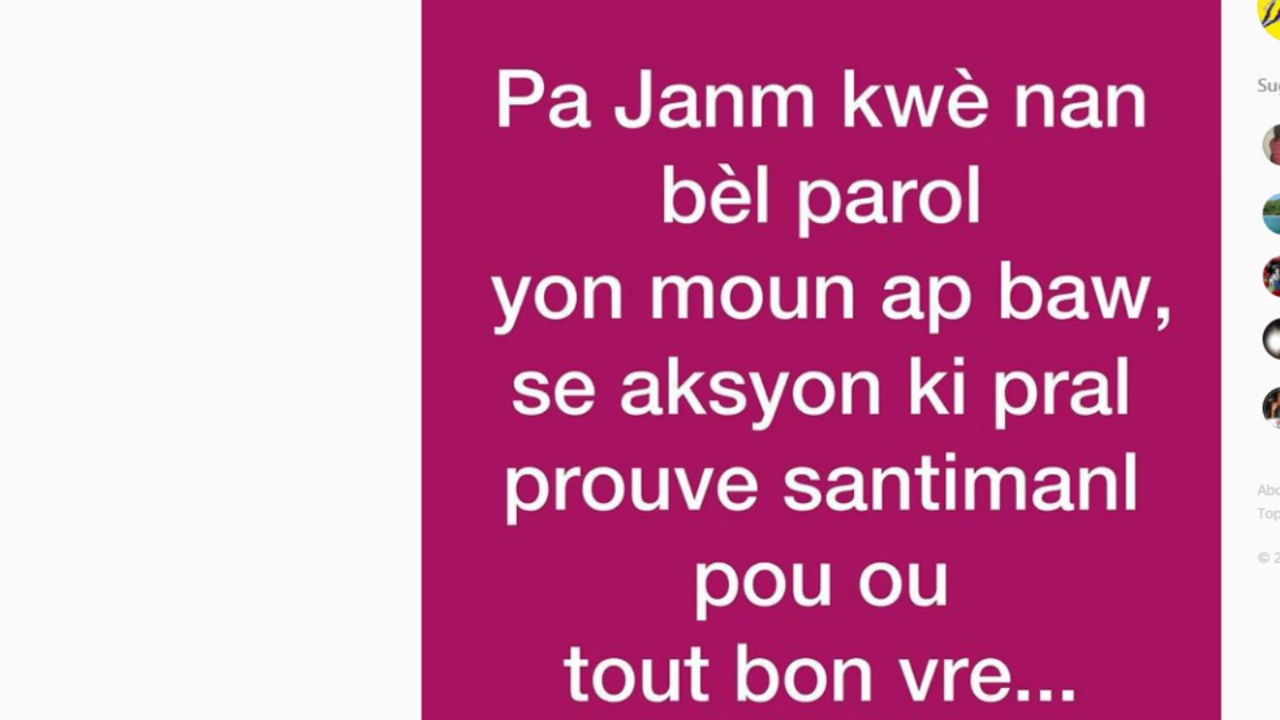 Pa Janm kwè nan
bèl parol
yon moun ap baw,
se aksyon ki pral
prouve santimanl
pou ou
tout bon vre...